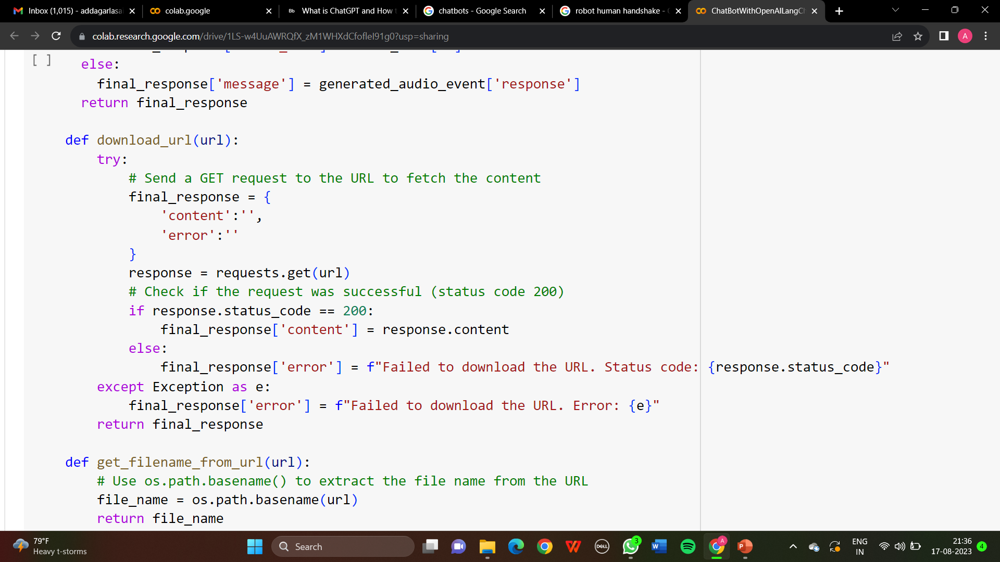 Inbox (1,015) - addagarlasai
colab.google
What is ChatGPT and How t
chatbots - Google Search
robot human handshake - G
ChatBotWithOpenAILangCh
colab.research.google.com/drive/1LS-w4UuAWRQfX_zM1WHXdCfofleI91g0?usp=sharing
A
[ ]
else:
final_response['message'] = generated_audio_event['response']
return final_response
def download_url(url):
try:
# Send a GET request to the URL to fetch the content
final_response = {
'content':'',
'error':''
}
response = requests.get(url)
# Check if the request was successful (status code 200)
if response.status_code == 200:
final_response['content'] = response.content
else:
final_response['error'] = f"Failed to download the URL. Status code: {response.status_code}"
except Exception as e:
final_response['error'] = f"Failed to download the URL. Error: {e}"
return final_response
def get_filename_from_url(url):
# Use os.path.basename() to extract the file name from the URL
file_name = os.path.basename(url)
return file_name
79°F
Heavy t-storms
Search
DELL
3
W
A
P
ENG
IN
21:36
17-08-2023
4